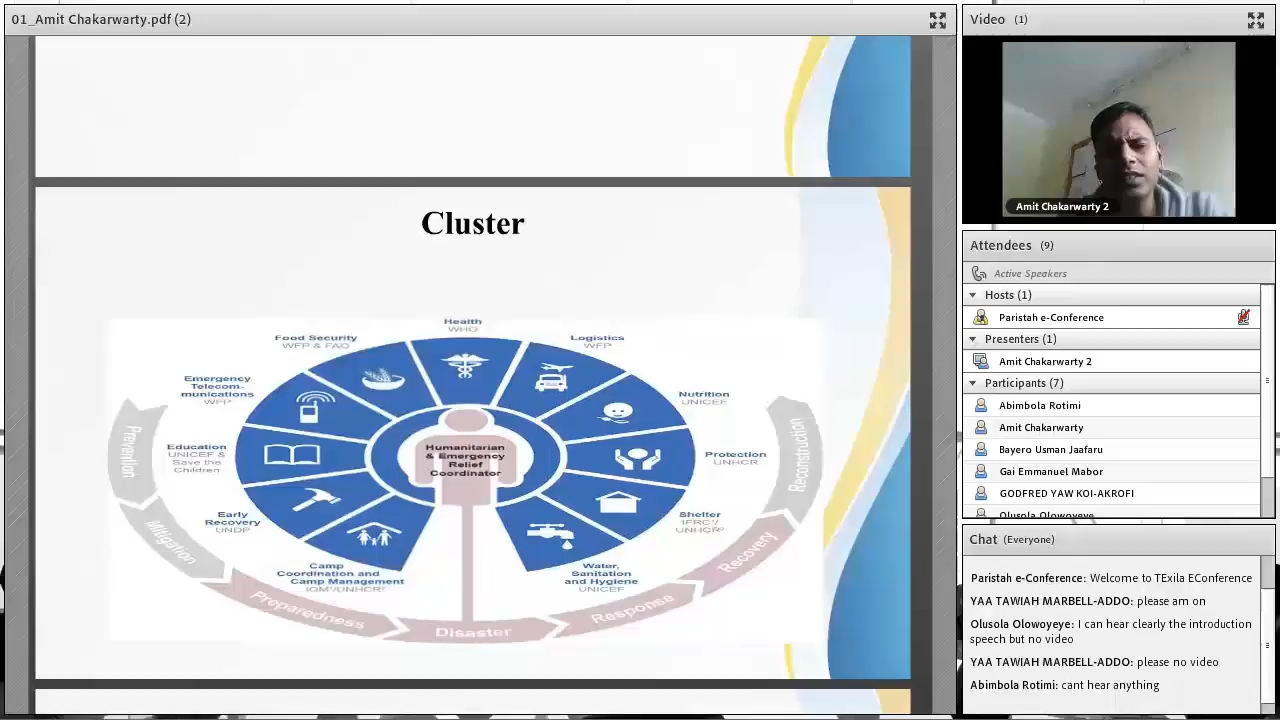 01_Amit Chakarwarty.pdf (2)
Cluster
Health
WHO
Food Security
WFP & FAO
Logistics
WFP
Emergency
Telecom-
munications
WFP
Nutrition
UNICEF
Education
UNICEF &
Save the
Children
Humanitarian
& Emergency
Relief
Coordinator
Protection
UNHCR
Early
Recovery
UNDP
Shelter
IFRC¹/
UNHCR²
Camp
Coordination and
Camp Management
IOM¹/UNHCR²
Water,
Sanitation
and Hygiene
UNICEF
Prevention
Mitigation
Preparedness
Disaster
Response
Recovery
Reconstruction
Video (1)
Amit Chakarwarty 2
Attendees (9)
Active Speakers
Hosts (1)
Paristah e-Conference
Presenters (1)
Amit Chakarwarty 2
Participants (7)
Abimbola Rotimi
Amit Chakarwarty
Bayero Usman Jaafaru
Gai Emmanuel Mabor
GODFRED YAW KOI-AKROFI
Olusola Olowoyeye
Chat (Everyone)
Paristah e-Conference: Welcome to TExila EConference
YAA TAWIAH MARBELL-ADDO: please am on
Olusola Olowoyeye: I can hear clearly the introduction
speech but no video
YAA TAWIAH MARBELL-ADDO: please no video
Abimbola Rotimi: cant hear anything